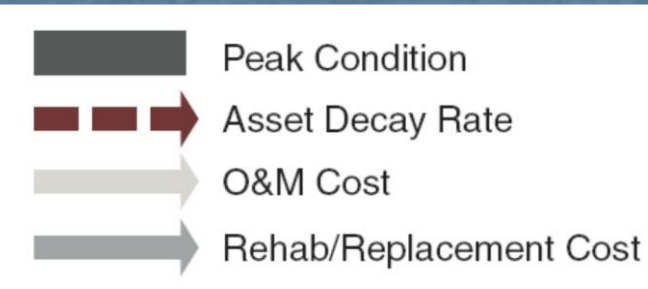 Peak Condition
Asset Decay Rate
O&M Cost
Rehab/Replacement Cost